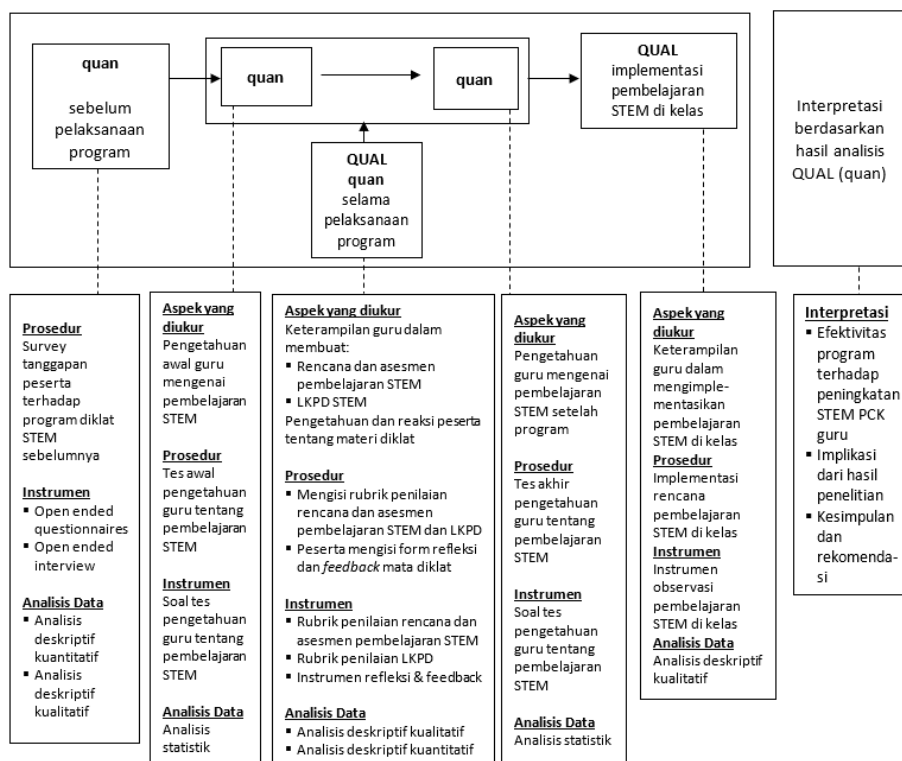 quan
sebelum
pelaksanaan
program
quan
quan
QUAL
implementasi
pembelajaran
STEM di kelas
QUAL
quan
selama
pelaksanaan
program
Interpretasi
berdasarkan
hasil analisis
QUAL (quan)
Prosedur
Survey
tanggapan
peserta
terhadap
program diklat
STEM
sebelumnya
Instrumen
▪ Open ended
questionnaires
▪ Open ended
interview
Analisis Data
▪ Analisis
deskriptif
kuantitatif
▪ Analisis
deskriptif
kualitatif
Aspek yang
diukur
Pengetahuan
awal guru
mengenai
pembelajaran
STEM
Prosedur
Tes awal
pengetahuan
guru tentang
pembelajaran
STEM
Instrumen
Soal tes
pengetahuan
guru tentang
pembelajaran
STEM
Analisis Data
Analisis
statistik
Aspek yang diukur
Keterampilan guru dalam
membuat:
▪ Rencana dan asesmen
pembelajaran STEM
▪ LKPD STEM
Pengetahuan dan reaksi peserta
tentang materi diklat
Prosedur
▪ Mengisi rubrik penilaian
rencana dan asesmen
pembelajaran STEM dan LKPD
▪ Peserta mengisi form refleksi
dan feedback mata diklat
Instrumen
▪ Rubrik penilaian rencana dan
asesmen pembelajaran STEM
▪ Rubrik penilaian LKPD
▪ Instrumen refleksi & feedback
Analisis Data
▪ Analisis deskriptif kualitatif
▪ Analisis deskriptif kuantitatif
Aspek yang
diukur
Pengetahuan
guru mengenai
pembelajaran
STEM setelah
program
Prosedur
Tes akhir
pengetahuan
guru tentang
pembelajaran
STEM
Instrumen
Soal tes
pengetahuan
guru tentang
pembelajaran
STEM
Analisis Data
Analisis statistik
Aspek yang
diukur
Keterampilan
guru dalam
mengimple-
mentasikan
pembelajaran
STEM di kelas
Prosedur
Implementasi
rencana
pembelajaran
STEM di kelas
Instrumen
Instrumen
observasi
pembelajaran
STEM di kelas
Analisis Data
Analisis deskriptif
kualitatif
Interpretasi
▪ Efektivitas
program
terhadap
peningkatan
STEM PCK
guru
▪ Implikasi
dari hasil
penelitian
▪ Kesimpulan
dan
rekomenda-
si